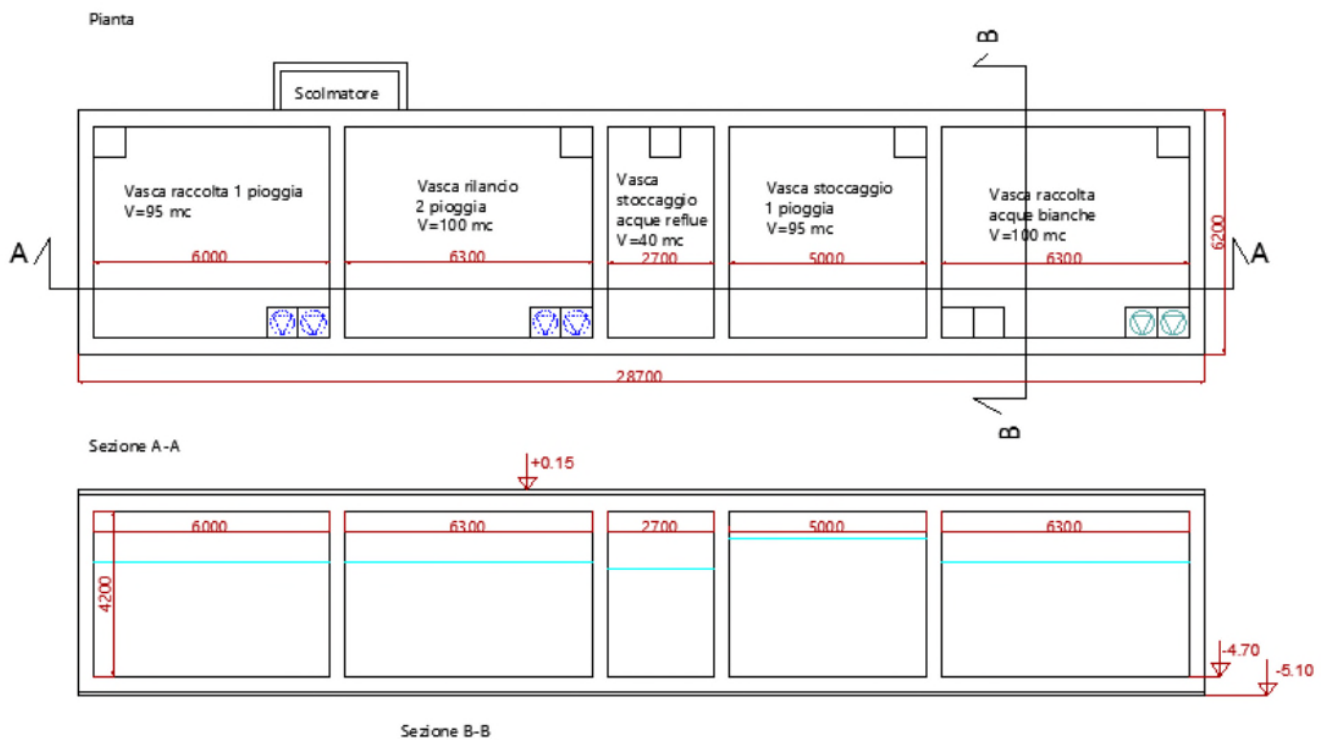 Pianta
B
Scolmatore
Vasca raccolta 1 pioggia
V=95 mc
Vasca rilancio
2 pioggia
V=100 mc
Vasca
stoccaggio
acque reflue
V=40 mc
Vasca stoccaggio
1 pioggia
V=95 mc
Vasca raccolta
acque bianche
V=100 mc
6200
A
6000
6300
2700
5000
6300
A
28700
B
Sezione A-A
+0.15
6000
6300
2700
5000
6300
4200
-4.70
-5.10
Sezione B-B